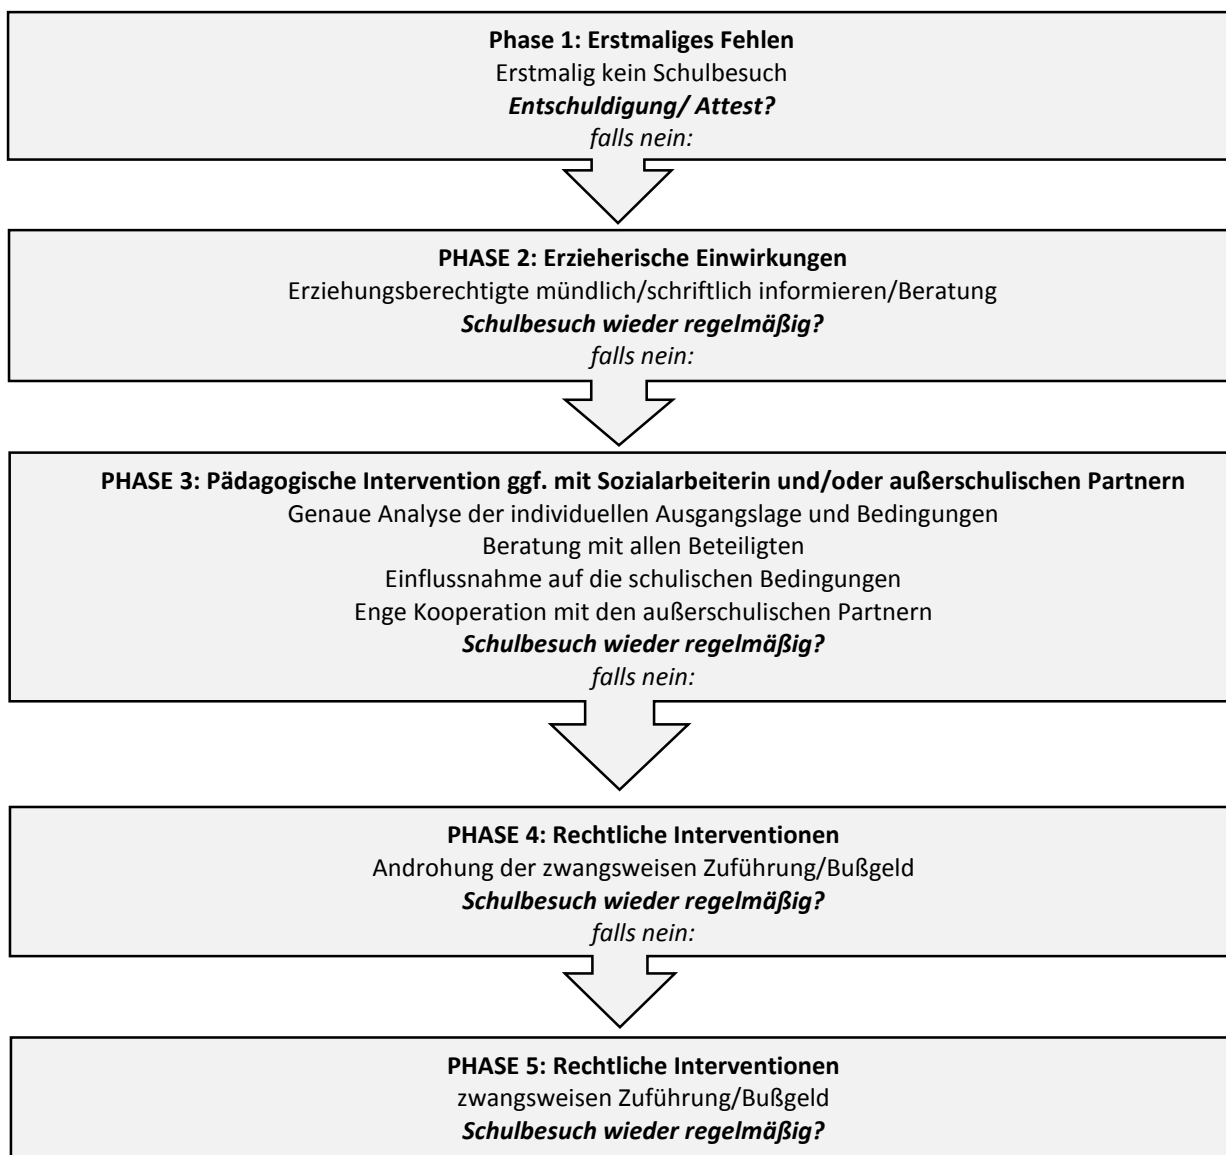 Phase 1: Erstmaliges Fehlen
Erstmalig kein Schulbesuch
Entschuldigung/ Attest?
falls nein:
PHASE 2: Erzieherische Einwirkungen
Erziehungsberechtigte mündlich/schriftlich informieren/Beratung
Schulbesuch wieder regelmäßig?
falls nein:
PHASE 3: Pädagogische Intervention ggf. mit Sozialarbeiterin und/oder außerschulischen Partnern
Genaue Analyse der individuellen Ausgangslage und Bedingungen
Beratung mit allen Beteiligten
Einflussnahme auf die schulischen Bedingungen
Enge Kooperation mit den außerschulischen Partnern
Schulbesuch wieder regelmäßig?
falls nein:
PHASE 4: Rechtliche Interventionen
Androhung der zwangsweisen Zuführung/Bußgeld
Schulbesuch wieder regelmäßig?
falls nein:
PHASE 5: Rechtliche Interventionen
zwangsweisen Zuführung/Bußgeld
Schulbesuch wieder regelmäßig?